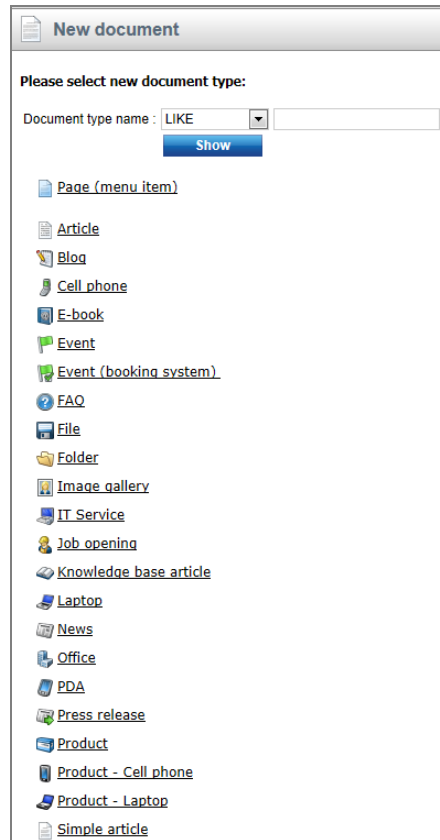 New document
Please select new document type:
Document type name : LIKE
Show
Page (menu item)
Article
Blog
Cell phone
E-book
Event
Event (booking system)
FAQ
File
Folder
Image gallery
IT Service
Job opening
Knowledge base article
Laptop
News
Office
PDA
Press release
Product
Product - Cell phone
Product - Laptop
Simple article